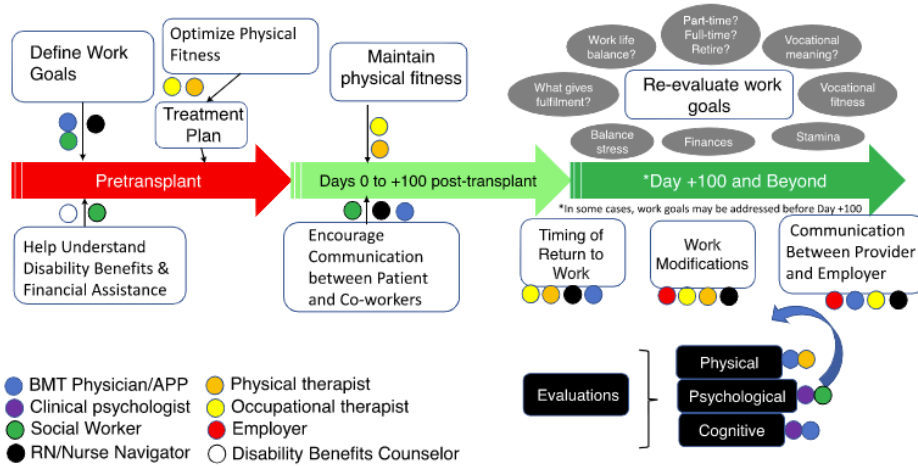 Define Work
Goals
Optimize Physical
Fitness
Treatment
Plan
Maintain
physical fitness
Part-time?
Full-time?
Retire?
Work life
balance?
Vocational
meaning?
What gives
fulfilment?
Re-evaluate work
goals
Vocational
fitness
Balance
stress
Finances
Stamina
Pretransplant
Days 0 to +100 post-transplant
*Day +100 and Beyond
*In some cases, work goals may be addressed before Day +100
Help Understand
Disability Benefits &
Financial Assistance
Encourage
Communication
between Patient
and Co-workers
Timing of
Return to
Work
Work
Modifications
Communication
Between Provider
and Employer
Evaluations
Physical
Psychological
Cognitive
BMT Physician/APP
Clinical psychologist
Social Worker
RN/Nurse Navigator
Physical therapist
Occupational therapist
Employer
Disability Benefits Counselor